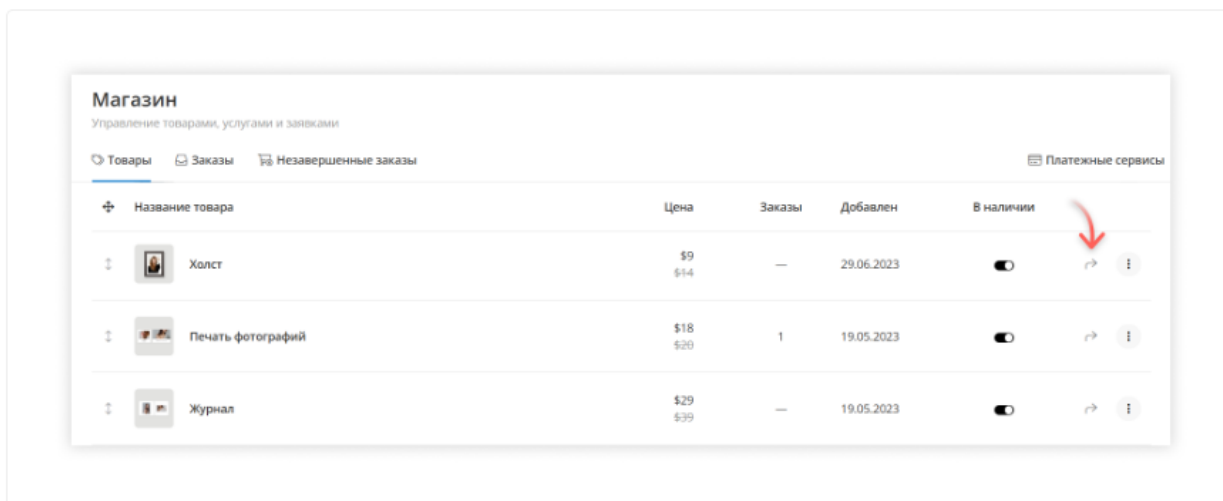 Магазин
Управление товарами, услугами и заявками
Товары Заказы Незавершенные заказы Платежные сервисы
Название товара Цена Заказы Добавлен В наличии
Холст $9 — 29.06.2023
$14
Печать фотографий $18 1 19.05.2023
$20
Журнал $29 — 19.05.2023
$39